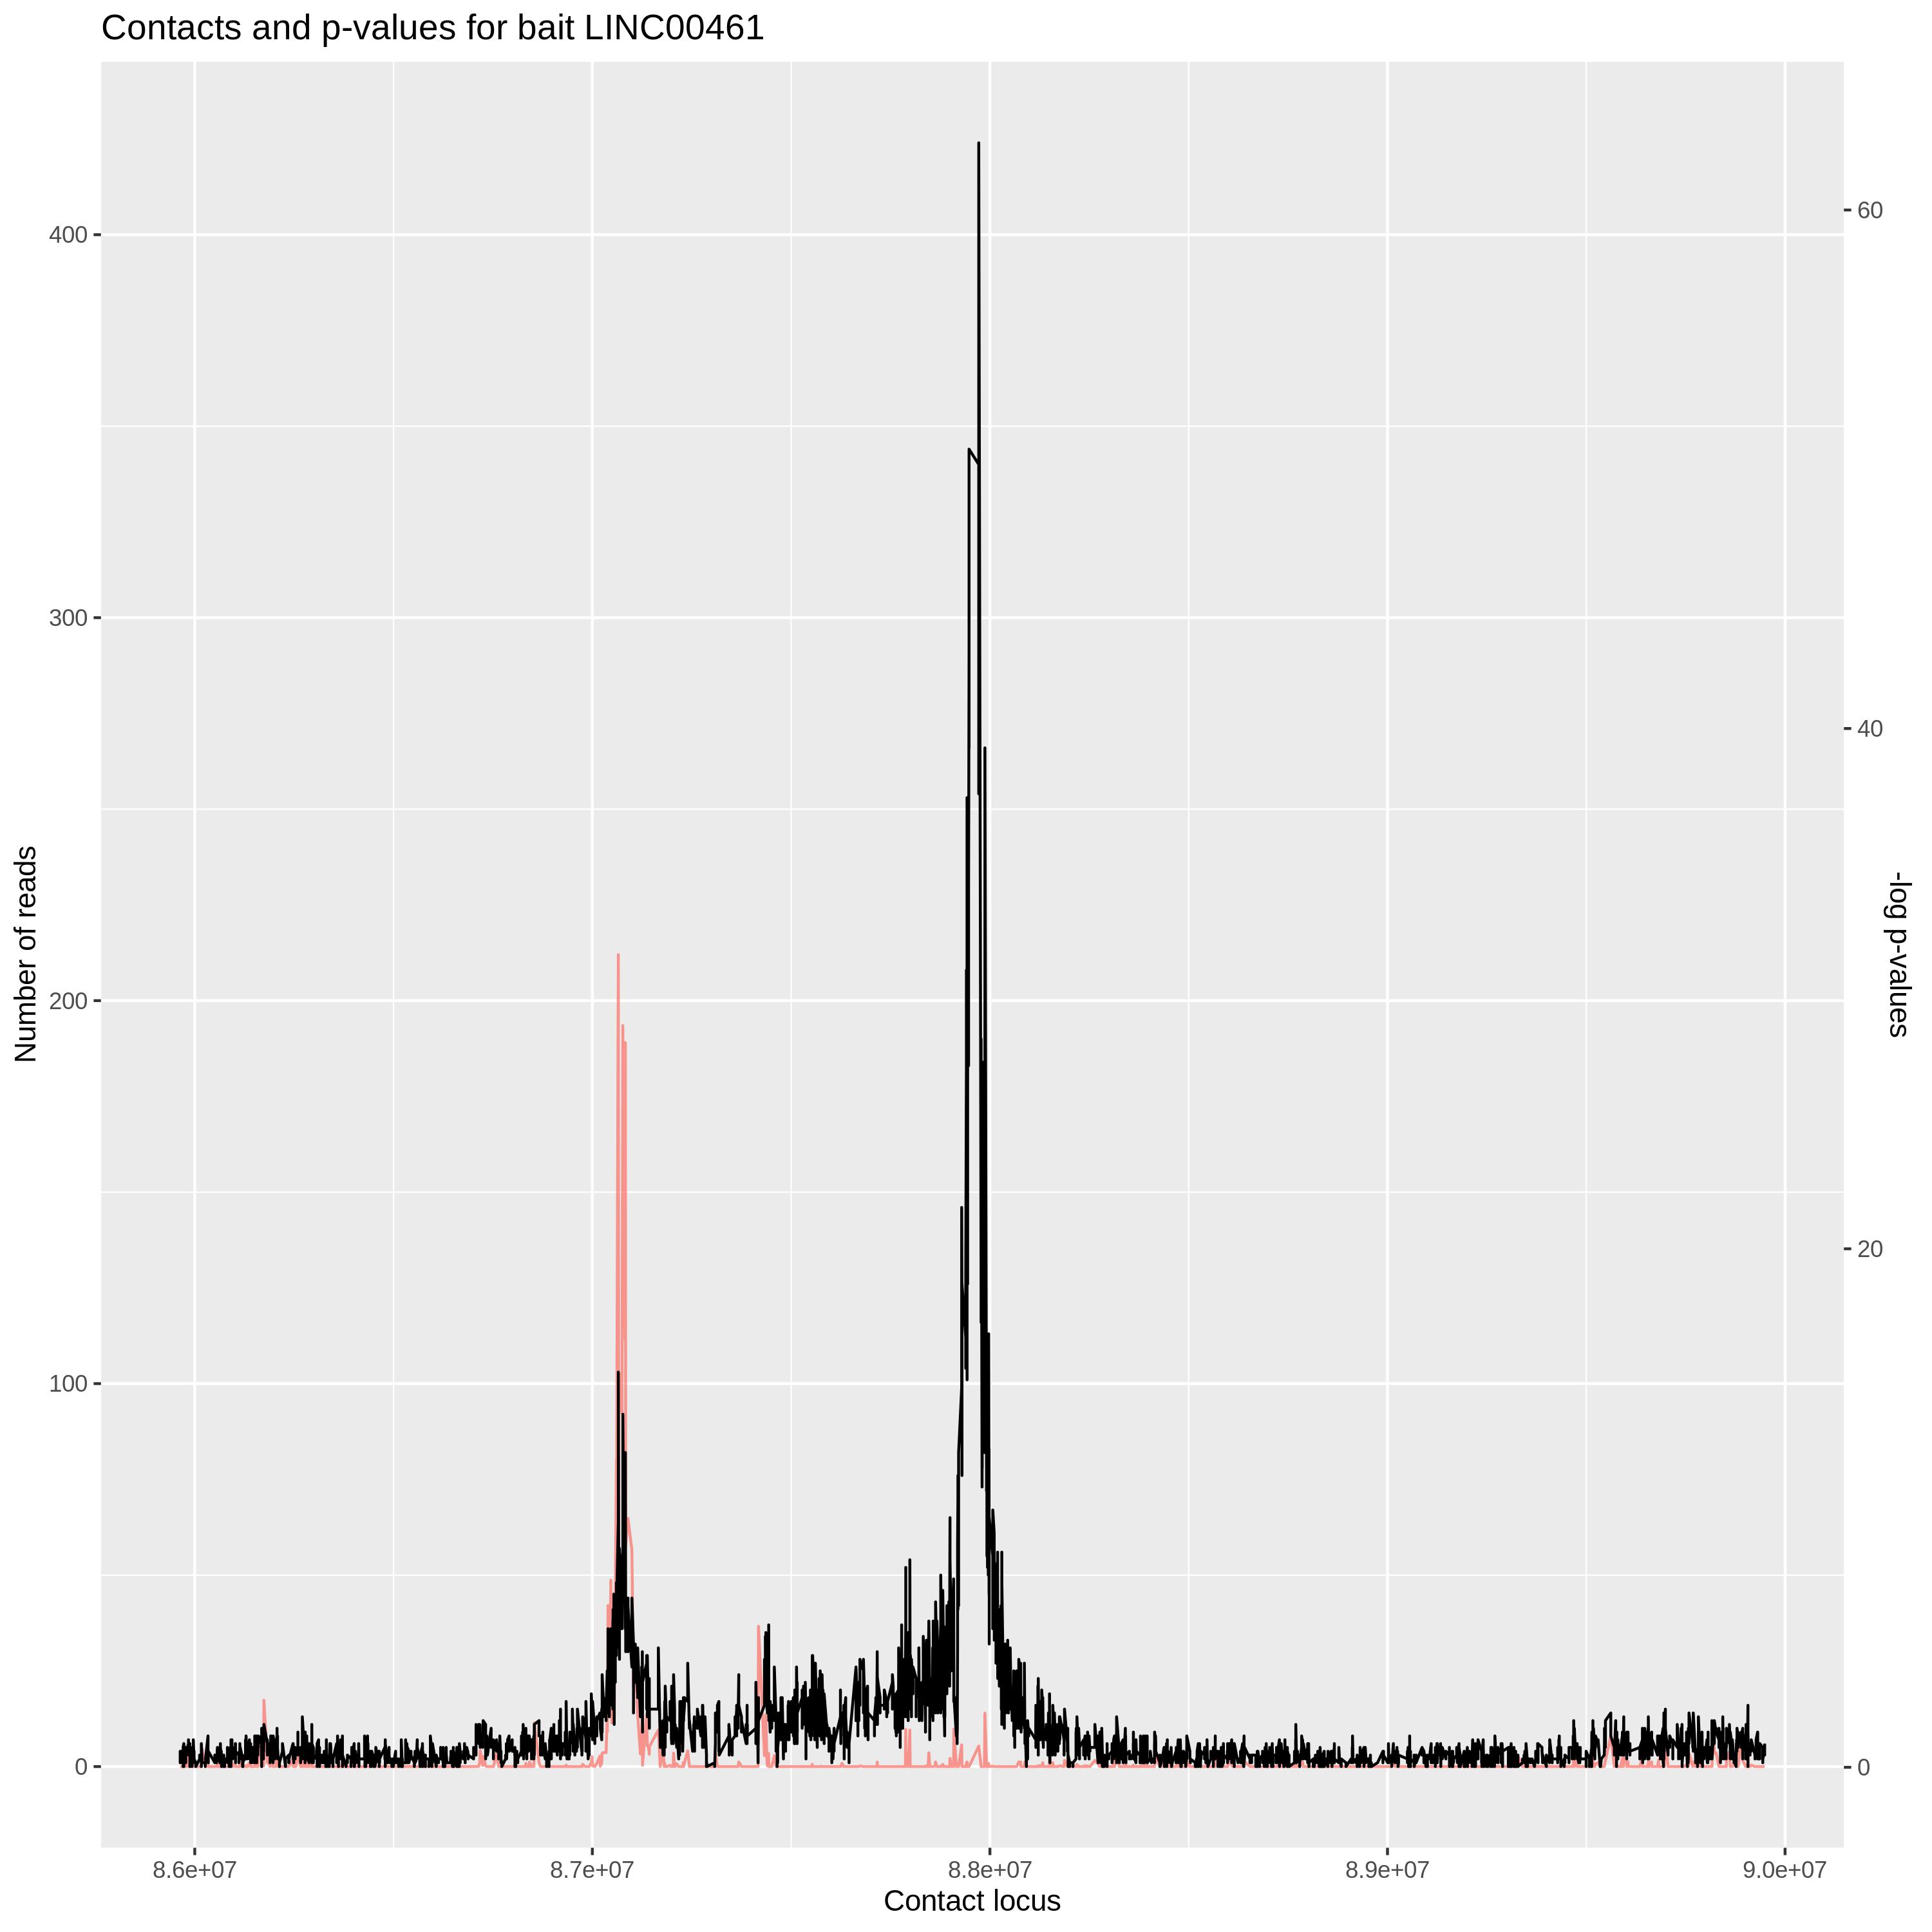 Contacts and p-values for bait LINC00461
400
300
200
100
0
60
40
20
0
Number of reads
-log p-values
8.6e+07
8.7e+07
8.8e+07
8.9e+07
9.0e+07
Contact locus